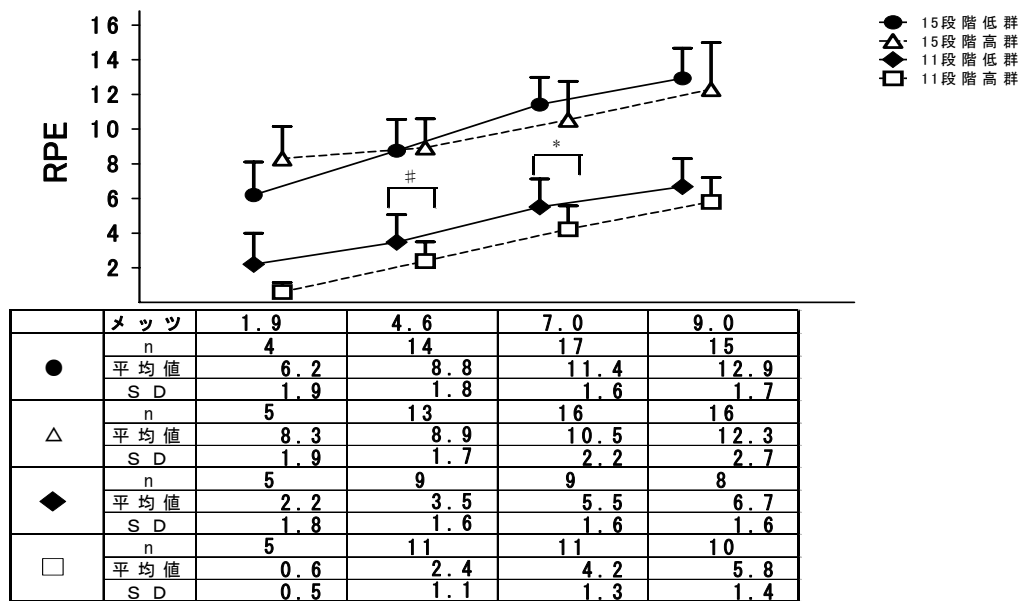 16
15段階低群
15段階高群
11段階低群
11段階高群
14
12
10
8
6
4
2
RPE
#
*
メッツ 1.9 4.6 7.0 9.0
● n 4 14 17 15
平均値 6.2 8.8 11.4 12.9
SD 1.9 1.8 1.6 1.7
△ n 5 13 16 16
平均値 8.3 8.9 10.5 12.3
SD 1.9 1.7 2.2 2.7
◆ n 5 9 9 8
平均値 2.2 3.5 5.5 6.7
SD 1.8 1.6 1.6 1.6
□ n 5 11 11 10
平均値 0.6 2.4 4.2 5.8
SD 0.5 1.1 1.3 1.4